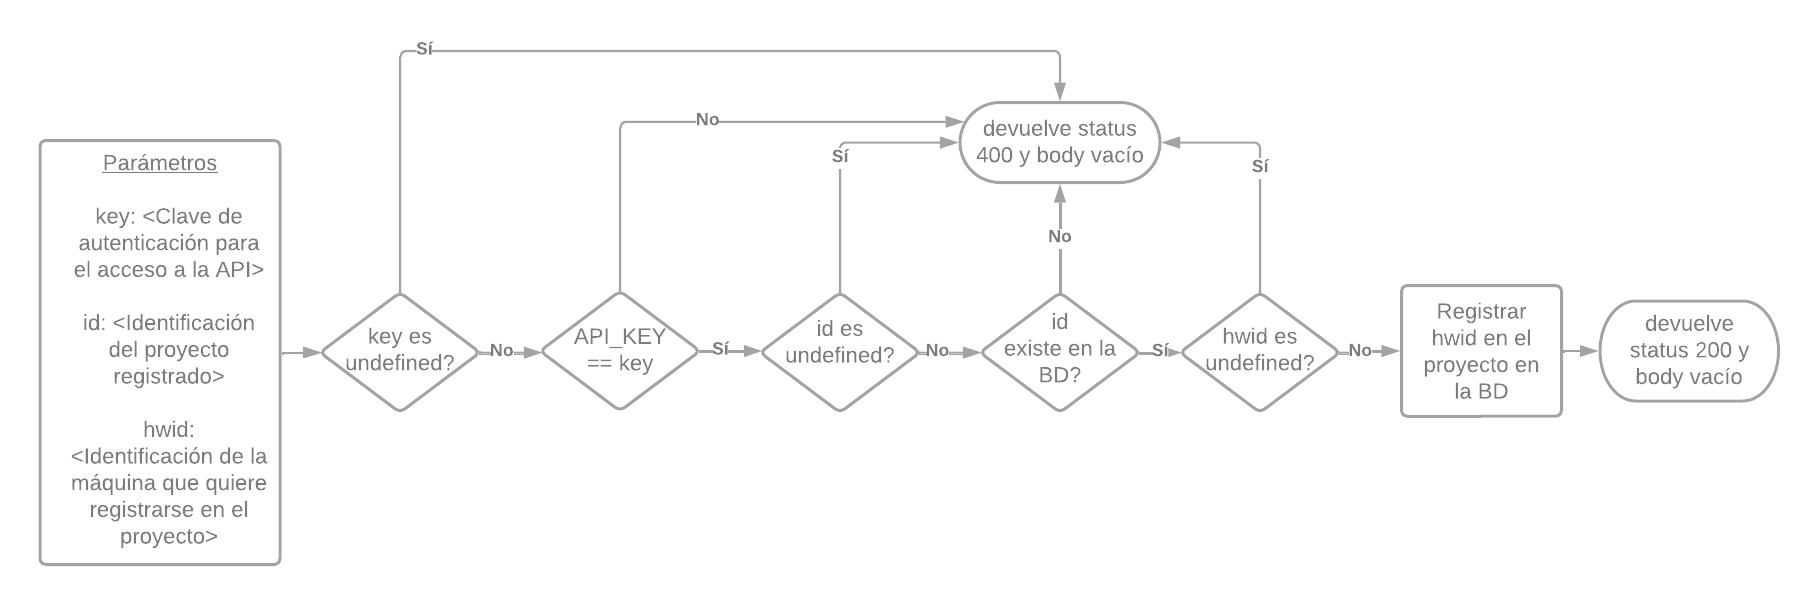 Parámetros
key: <Clave de
autenticación para
el acceso a la API>
id: <Identificación
del proyecto
registrado>
hwid:
<Identificación de la
máquina que quiere
registrarse en el
proyecto>
key es
undefined?
Sí
No
API_KEY
== key
No
Sí
id es
undefined?
Sí
No
id
existe en la
BD?
No
Sí
hwid es
undefined?
Sí
No
devuelve status
400 y body vacío
Registrar
hwid en el
proyecto en
la BD
devuelve
status 200 y
body vacío